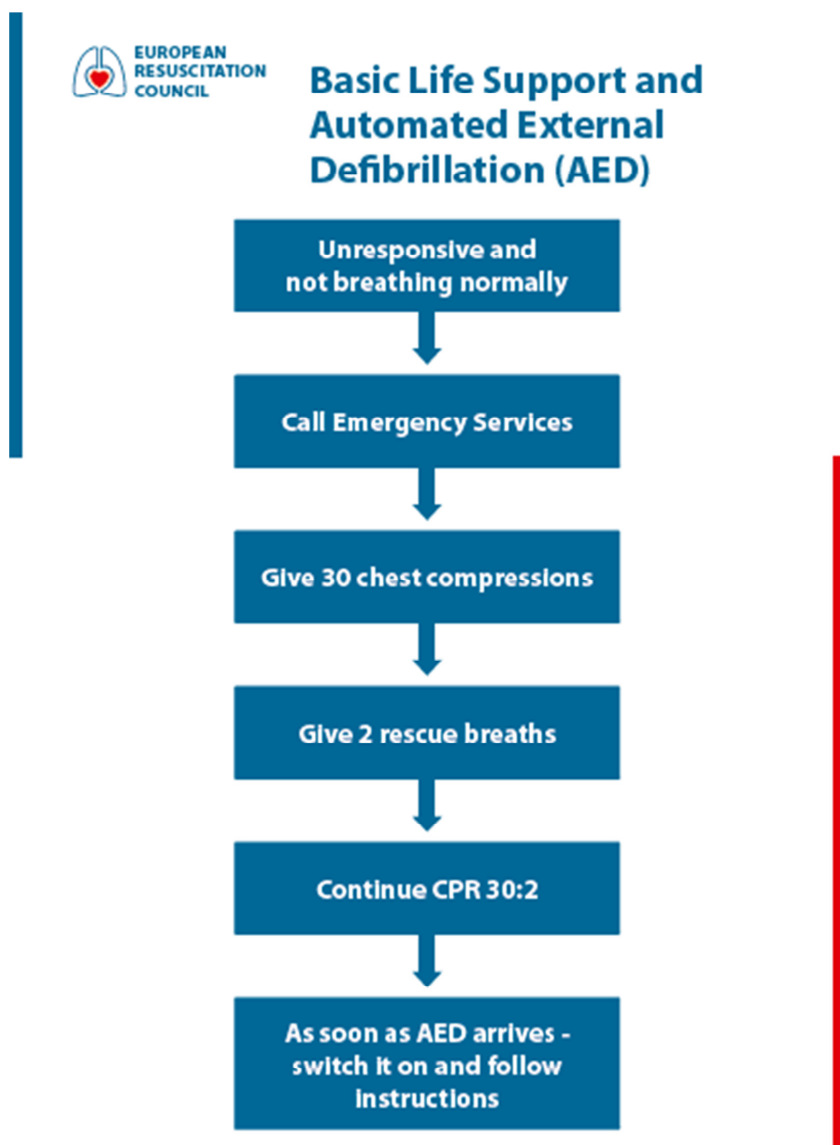 EUROPEAN
RESUSCITATION
COUNCIL
Basic Life Support and
Automated External
Defibrillation (AED)
Unresponsive and
not breathing normally
Call Emergency Services
Give 30 chest compressions
Give 2 rescue breaths
Continue CPR 30:2
As soon as AED arrives -
switch it on and follow
instructions